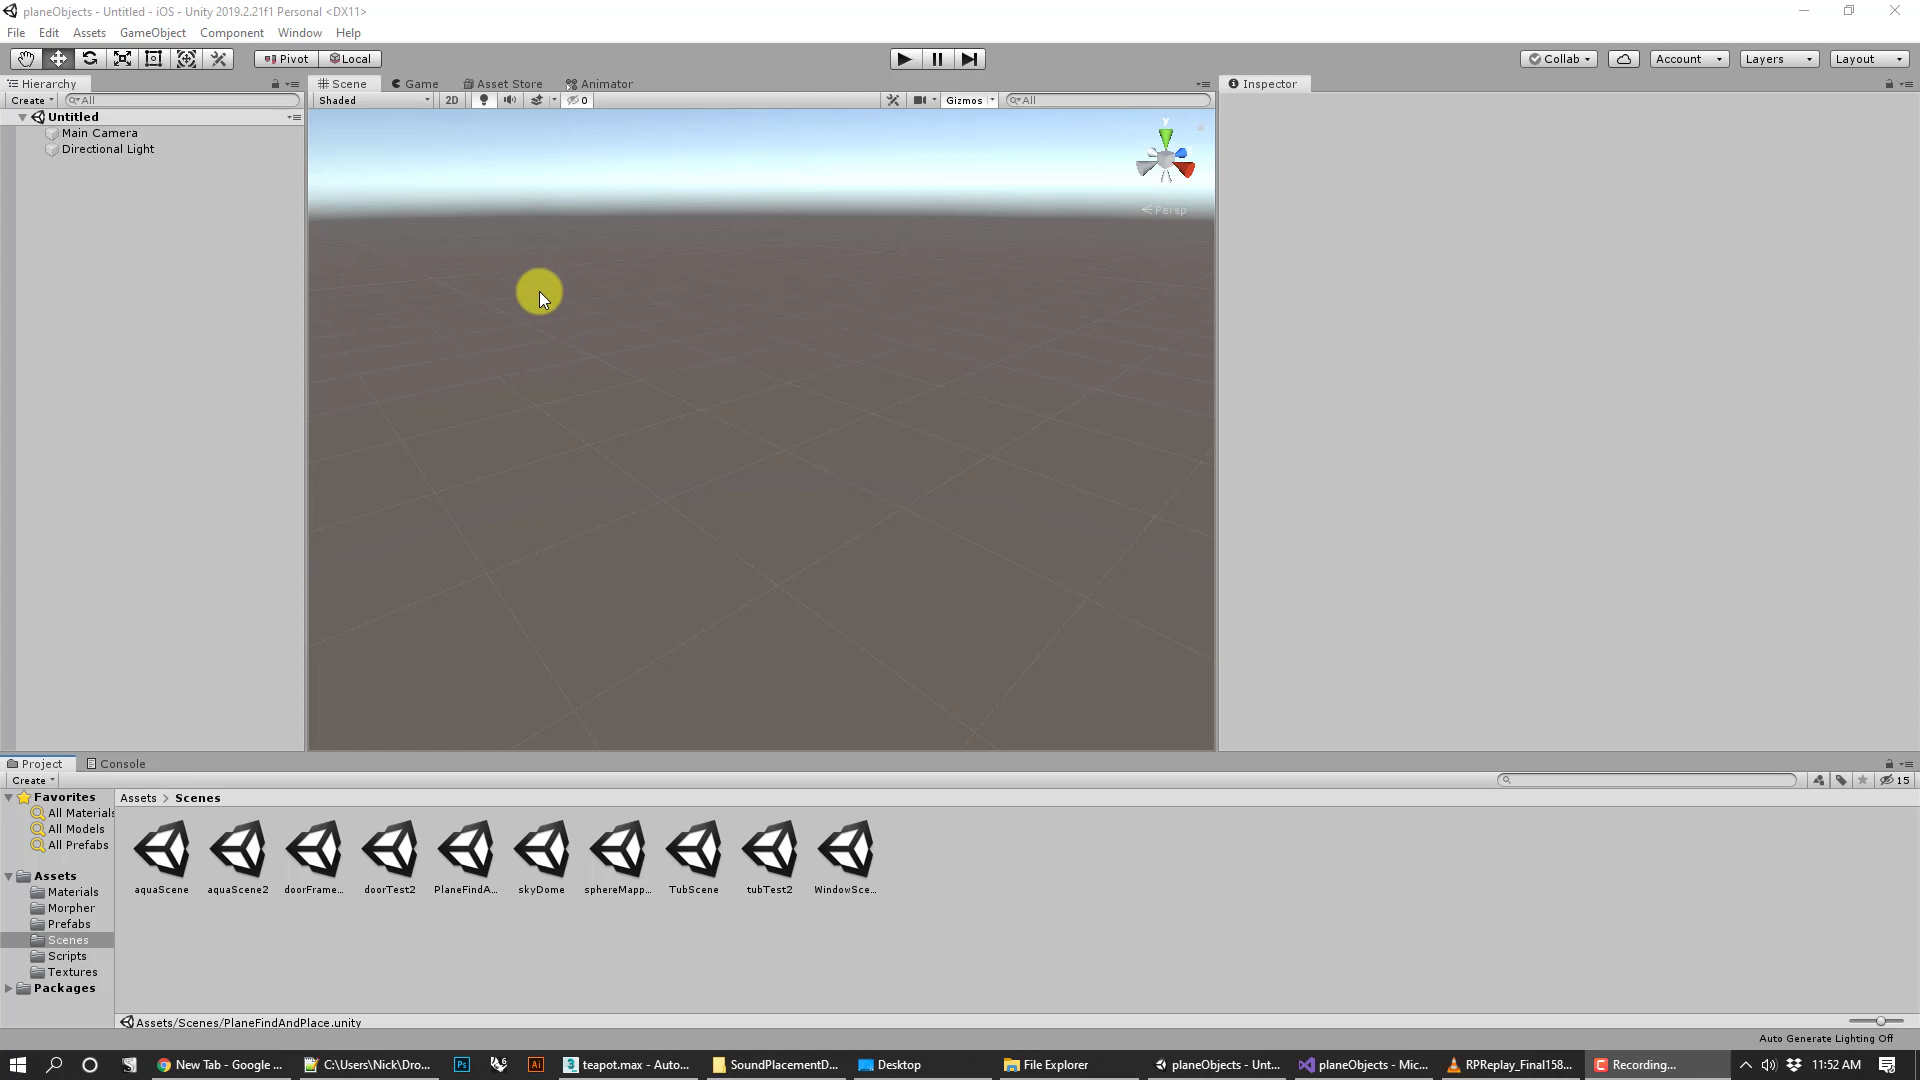 planeObjects - Untitled - iOS - Unity 2019.2.21f1 Personal <DX11>
File Edit Assets GameObject Component Window Help
Pivot Local Collab Account Layers Layout
Hierarchy Scene Game Asset Store Animator Inspector
Create All Shaded 2D 0 Gizmos All
Untitled
Main Camera
Directional Light
y
Persp
Project Console
Create 15
Favorites Assets > Scenes
All Materials
All Models
All Prefabs
Assets
aquaScene aquaScene2 doorFrame... doorTest2 PlaneFindA... skyDome sphereMapp... TubScene tubTest2 WindowSce...
Materials
Morpher
Prefabs
Scenes
Scripts
Textures
Packages
Assets/Scenes/PlaneFindAndPlace.unity
Auto Generate Lighting Off
New Tab - Google ... C:\Users\Nick\Dro... Ps Ai teapot.max - Auto... SoundPlacementD... Desktop File Explorer planeObjects - Unt... planeObjects - Mic... RPReplay_Final158... Recording... 11:52 AM